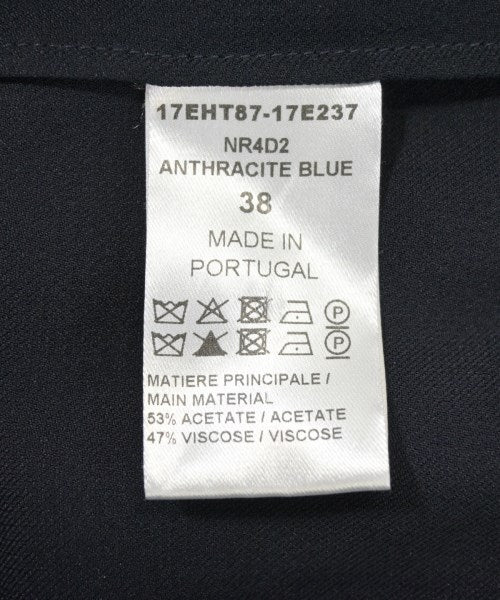 17EHT87-17E237
NR4D2
ANTHRACITE BLUE
38
MADE IN
PORTUGAL
P
P
MATIERE PRINCIPALE /
MAIN MATERIAL
53% ACETATE / ACETATE
47% VISCOSE / VISCOSE